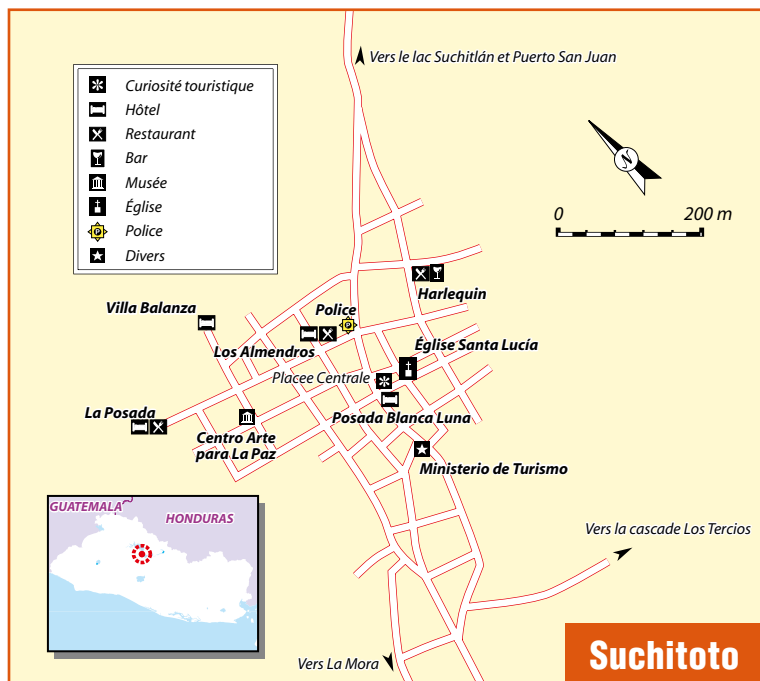 Vers le lac Suchitlán et Puerto San Juan
Curiosité touristique
Hôtel
Restaurant
Bar
Musée
Église
Police
Divers
N
0 200 m
Harlequin
Villa Balanza
Police
Los Almendros
Église Santa Lucía
Placee Centrale
La Posada
Posada Blanca Luna
Centro Arte
para La Paz
Ministerio de Turismo
GUATEMALA
HONDURAS
Vers la cascade Los Tercios
Vers La Mora
Suchitoto